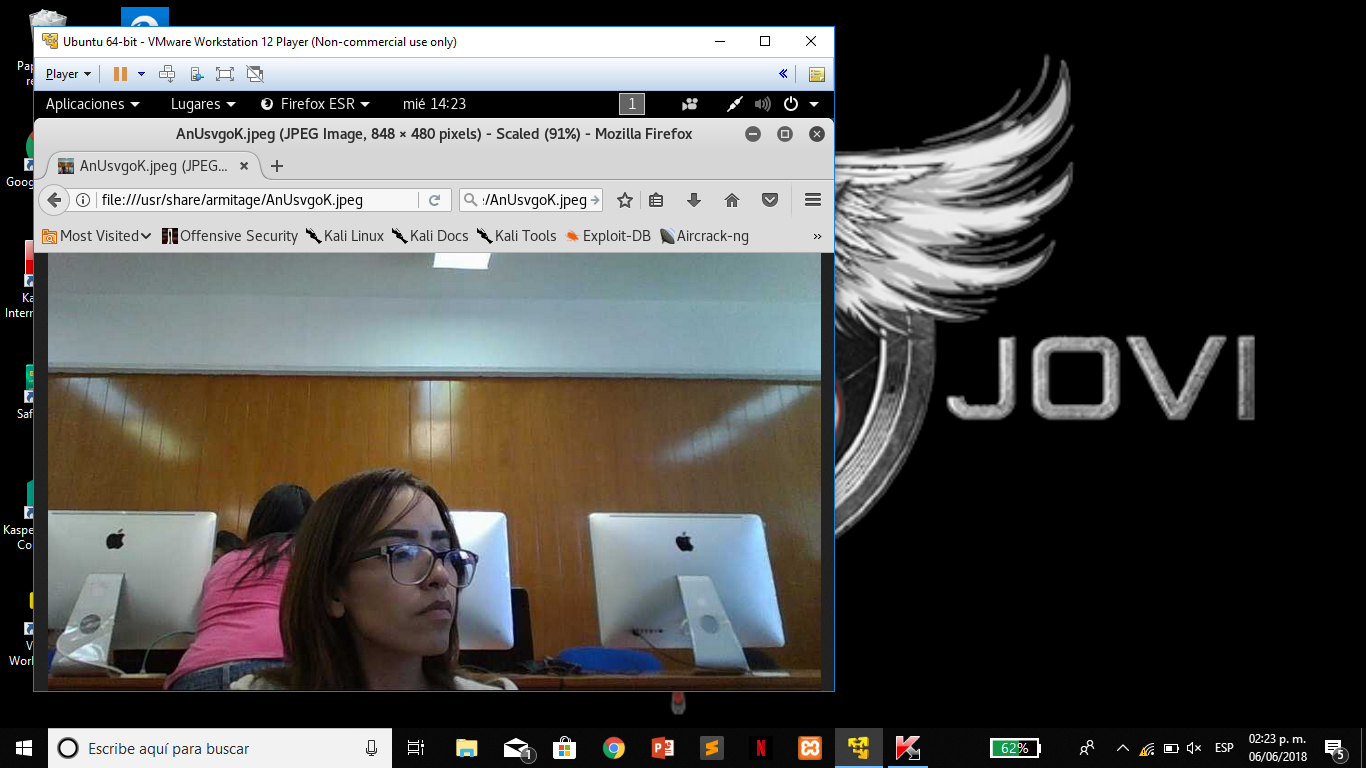 Ubuntu 64-bit - VMware Workstation 12 Player (Non-commercial use only)
Player
Aplicaciones Lugares Firefox ESR mié 14:23 1
AnUsvgoK.jpeg (JPEG Image, 848 × 480 pixels) - Scaled (91%) - Mozilla Firefox
AnUsvgoK.jpeg (JPEG...
file:///usr/share/armitage/AnUsvgoK.jpeg :/AnUsvgoK.jpeg
Most Visited Offensive Security Kali Linux Kali Docs Kali Tools Exploit-DB Aircrack-ng »
Pap
re
Goog
Ka
Intern
Saf
Kaspe
Co
V
Work
JOVI
Escribe aquí para buscar
1
62%
ESP
02:23 p. m.
06/06/2018
5